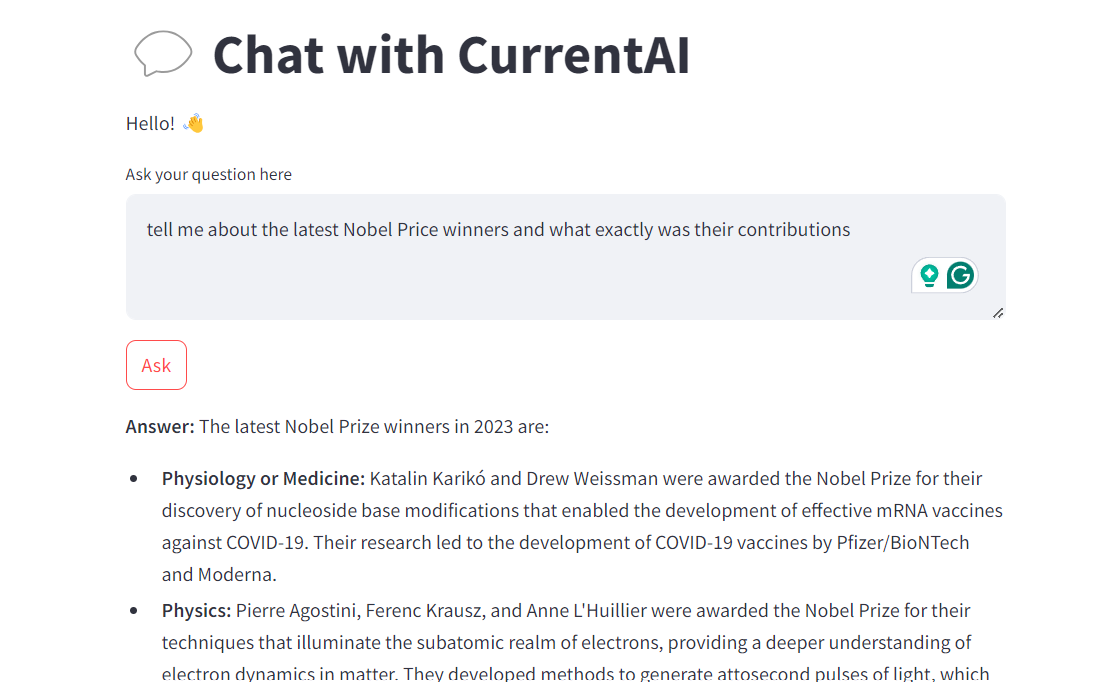 Chat with CurrentAI
Hello! 👋
Ask your question here
tell me about the latest Nobel Price winners and what exactly was their contributions
Ask
Answer: The latest Nobel Prize winners in 2023 are:
• Physiology or Medicine: Katalin Karikó and Drew Weissman were awarded the Nobel Prize for their
discovery of nucleoside base modifications that enabled the development of effective mRNA vaccines
against COVID-19. Their research led to the development of COVID-19 vaccines by Pfizer/BioNTech
and Moderna.
• Physics: Pierre Agostini, Ferenc Krausz, and Anne L'Huillier were awarded the Nobel Prize for their
techniques that illuminate the subatomic realm of electrons, providing a deeper understanding of
electron dynamics in matter. They developed methods to generate attosecond pulses of light, which